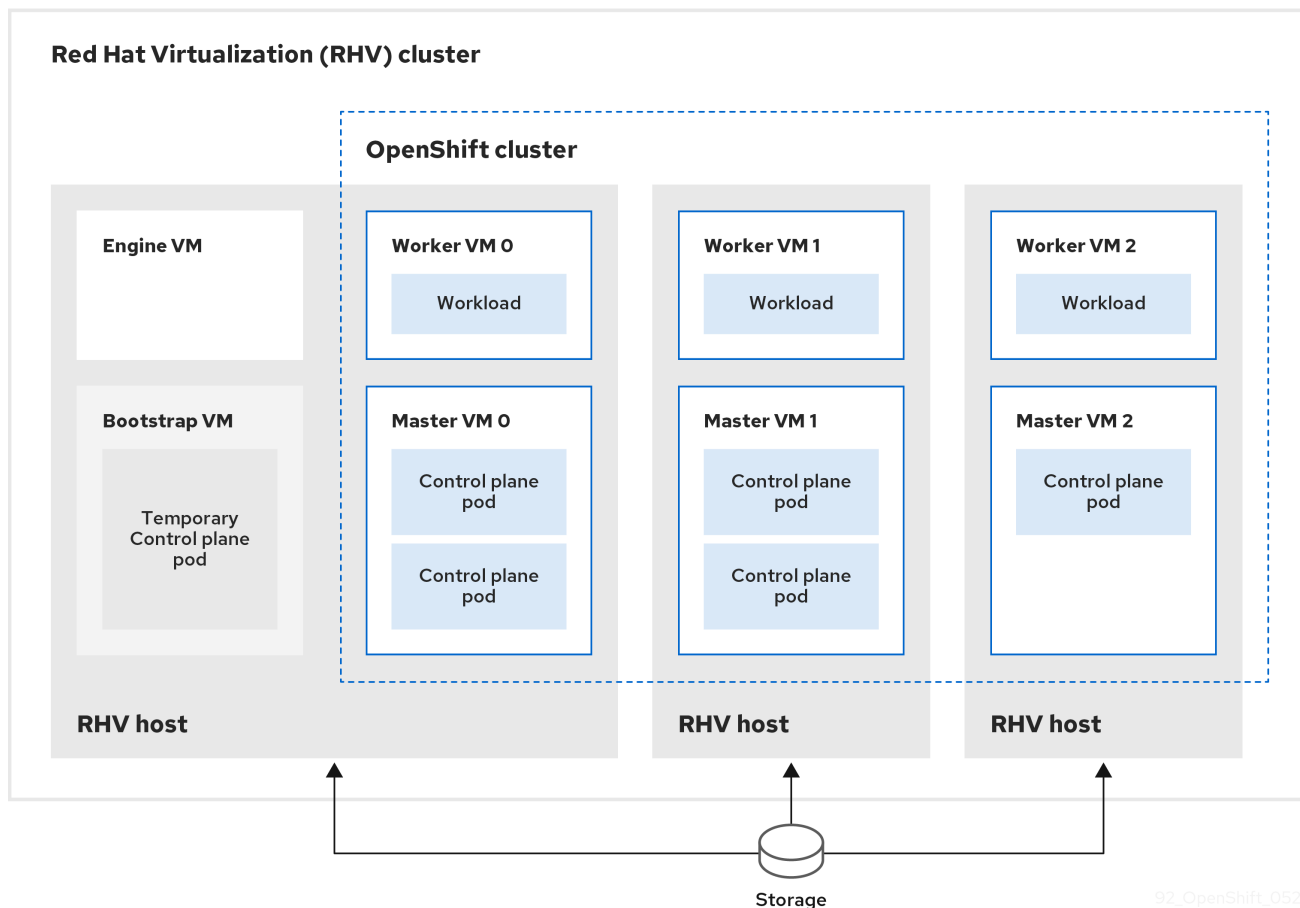 Red Hat Virtualization (RHV) cluster
OpenShift cluster
Engine VM
Bootstrap VM
Temporary
Control plane
pod
Worker VM 0
Workload
Master VM 0
Control plane
pod
Control plane
pod
RHV host
Worker VM 1
Workload
Master VM 1
Control plane
pod
Control plane
pod
RHV host
Worker VM 2
Workload
Master VM 2
Control plane
pod
RHV host
Storage
92_OpenShift_052